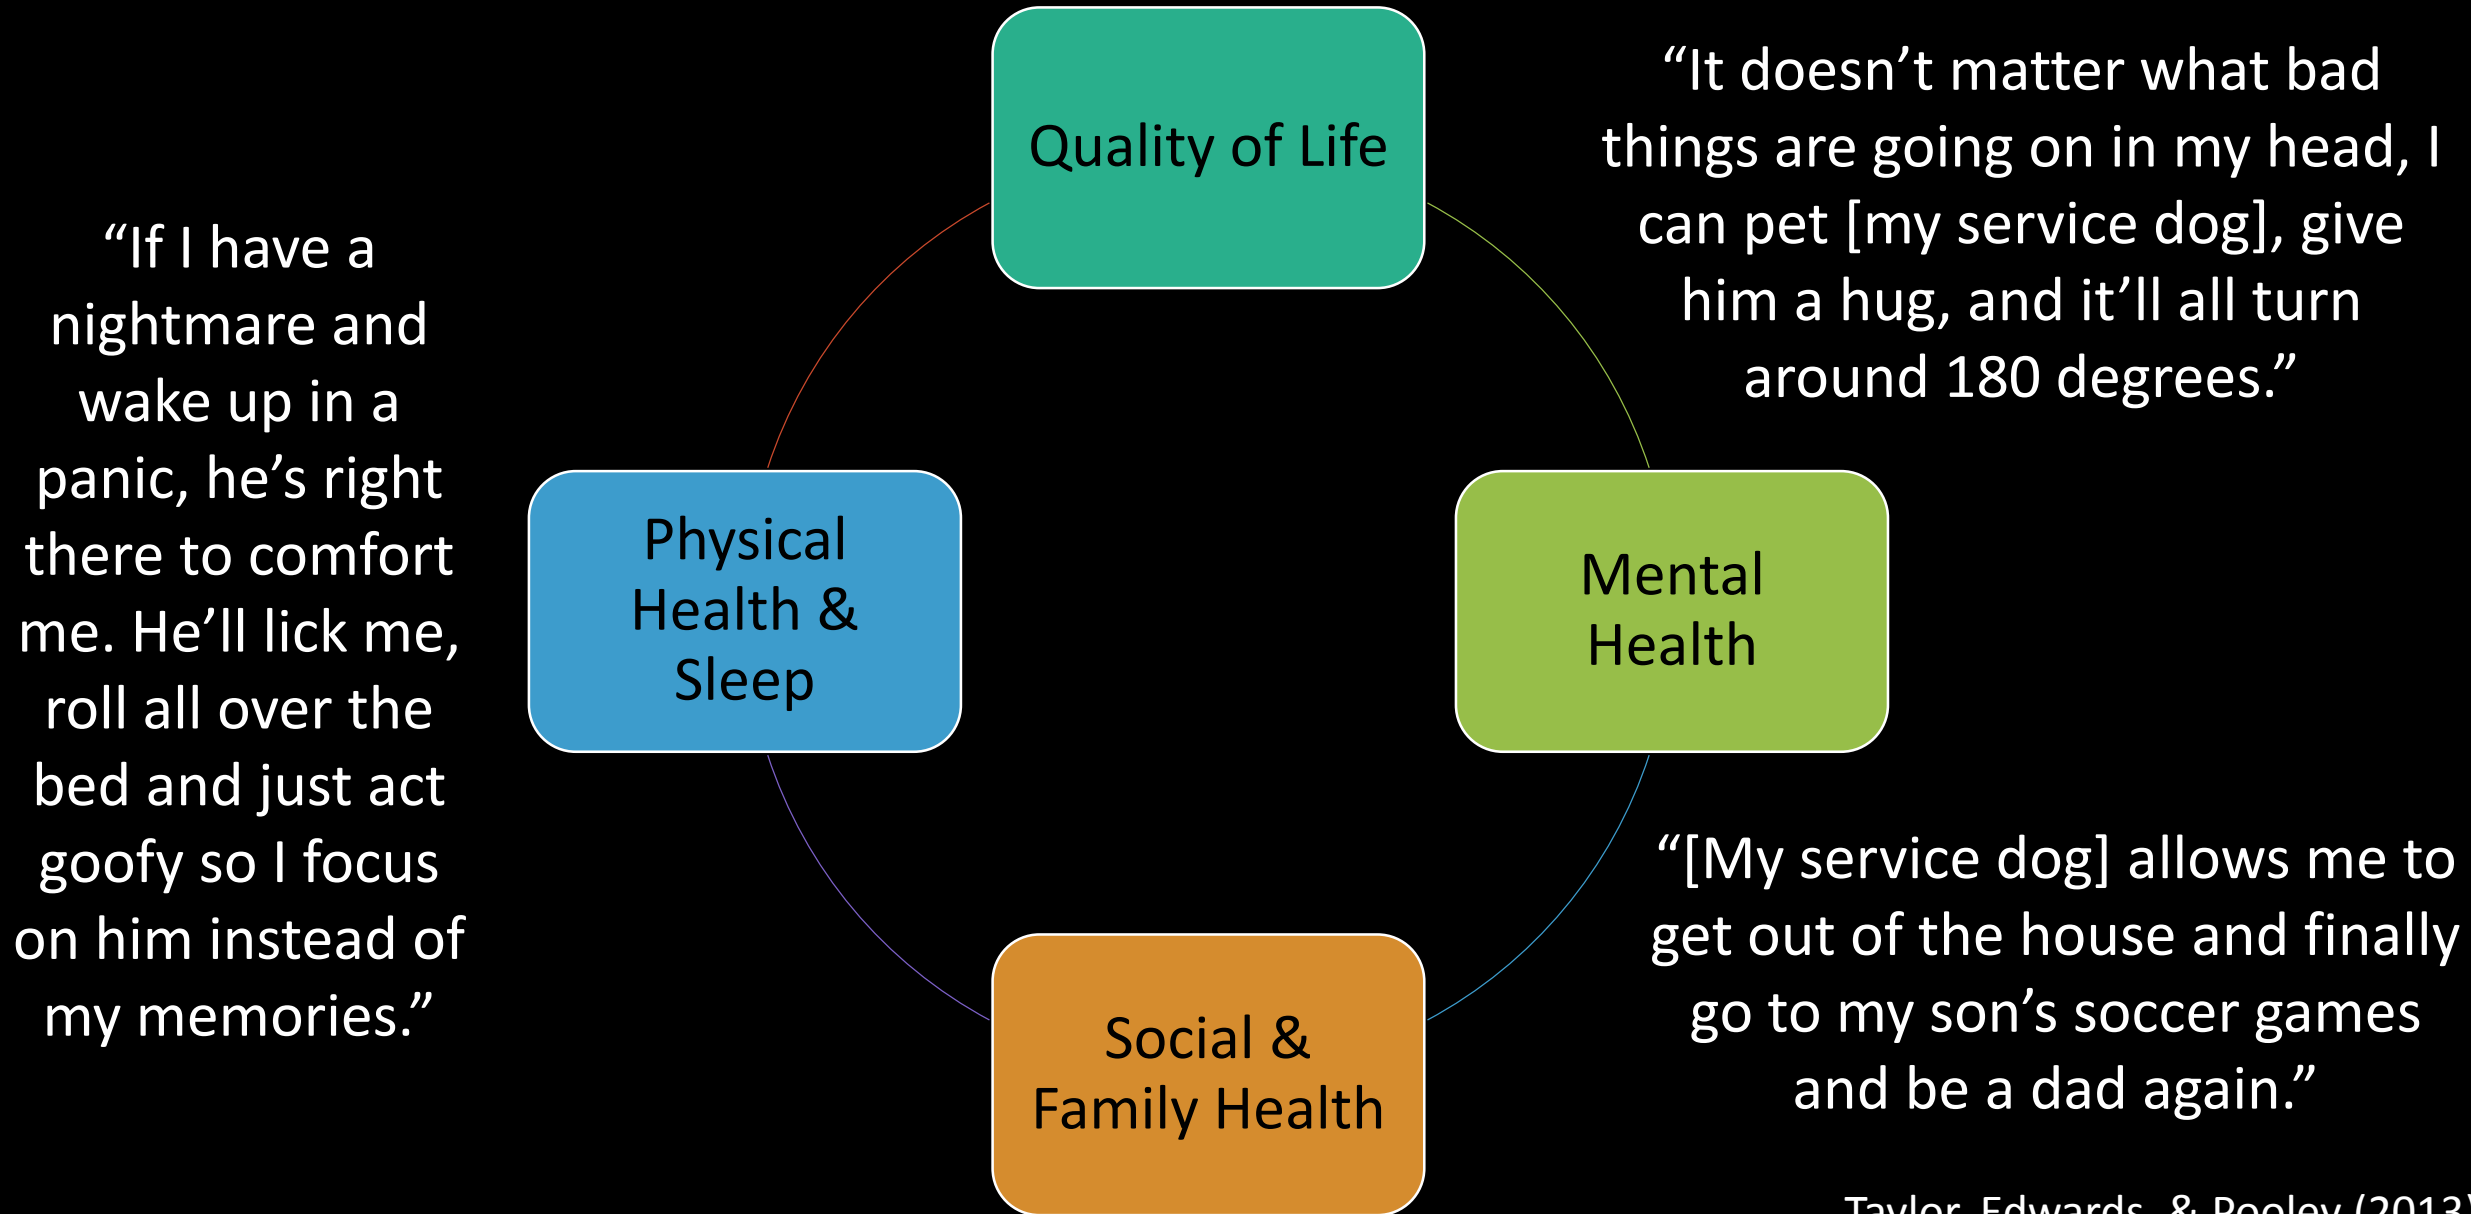 Quality of Life
“It doesn’t matter what bad
things are going on in my head, I
can pet [my service dog], give
him a hug, and it’ll all turn
around 180 degrees.”
“If I have a
nightmare and
wake up in a
panic, he’s right
there to comfort
me. He’ll lick me,
roll all over the
bed and just act
goofy so I focus
on him instead of
my memories.”
Physical
Health &
Sleep
Mental
Health
“[My service dog] allows me to
get out of the house and finally
go to my son’s soccer games
and be a dad again.”
Social &
Family Health
Taylor, Edwards, & Pooley (2013)